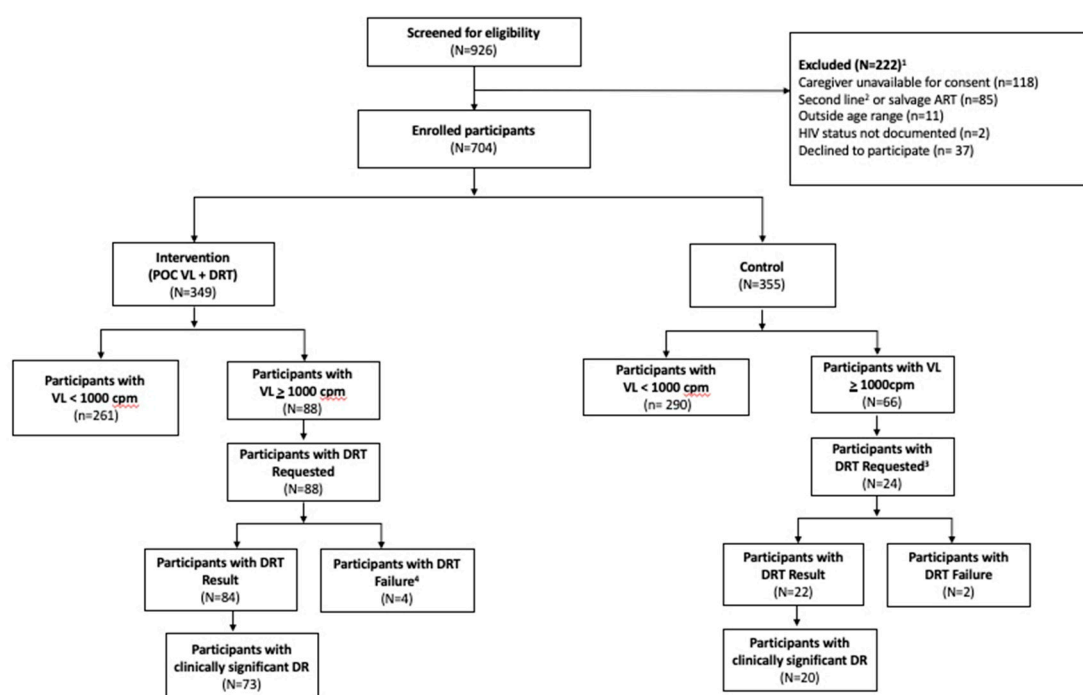 Screened for eligibility
(N=926)
Excluded (N=222)¹
Caregiver unavailable for consent (n=118)
Second line² or salvage ART (n=85)
Outside age range (n=11)
HIV status not documented (n=2)
Declined to participate (n= 37)
Enrolled participants
(N=704)
Intervention
(POC VL + DRT)
(N=349)
Control
(N=355)
Participants with
VL < 1000 cpm
(n=261)
Participants with
VL ≥ 1000 cpm
(N=88)
Participants with
VL < 1000 cpm
(n= 290)
Participants with VL
≥ 1000cpm
(N=66)
Participants with DRT
Requested
(N=88)
Participants with
DRT Requested³
(N=24)
Participants with DRT
Result
(N=84)
Participants with DRT
Failure⁴
(N=4)
Participants with
DRT Result
(N=22)
Participants with
DRT Failure
(N=2)
Participants with
clinically significant DR
(N=73)
Participants with
clinically significant DR
(N=20)